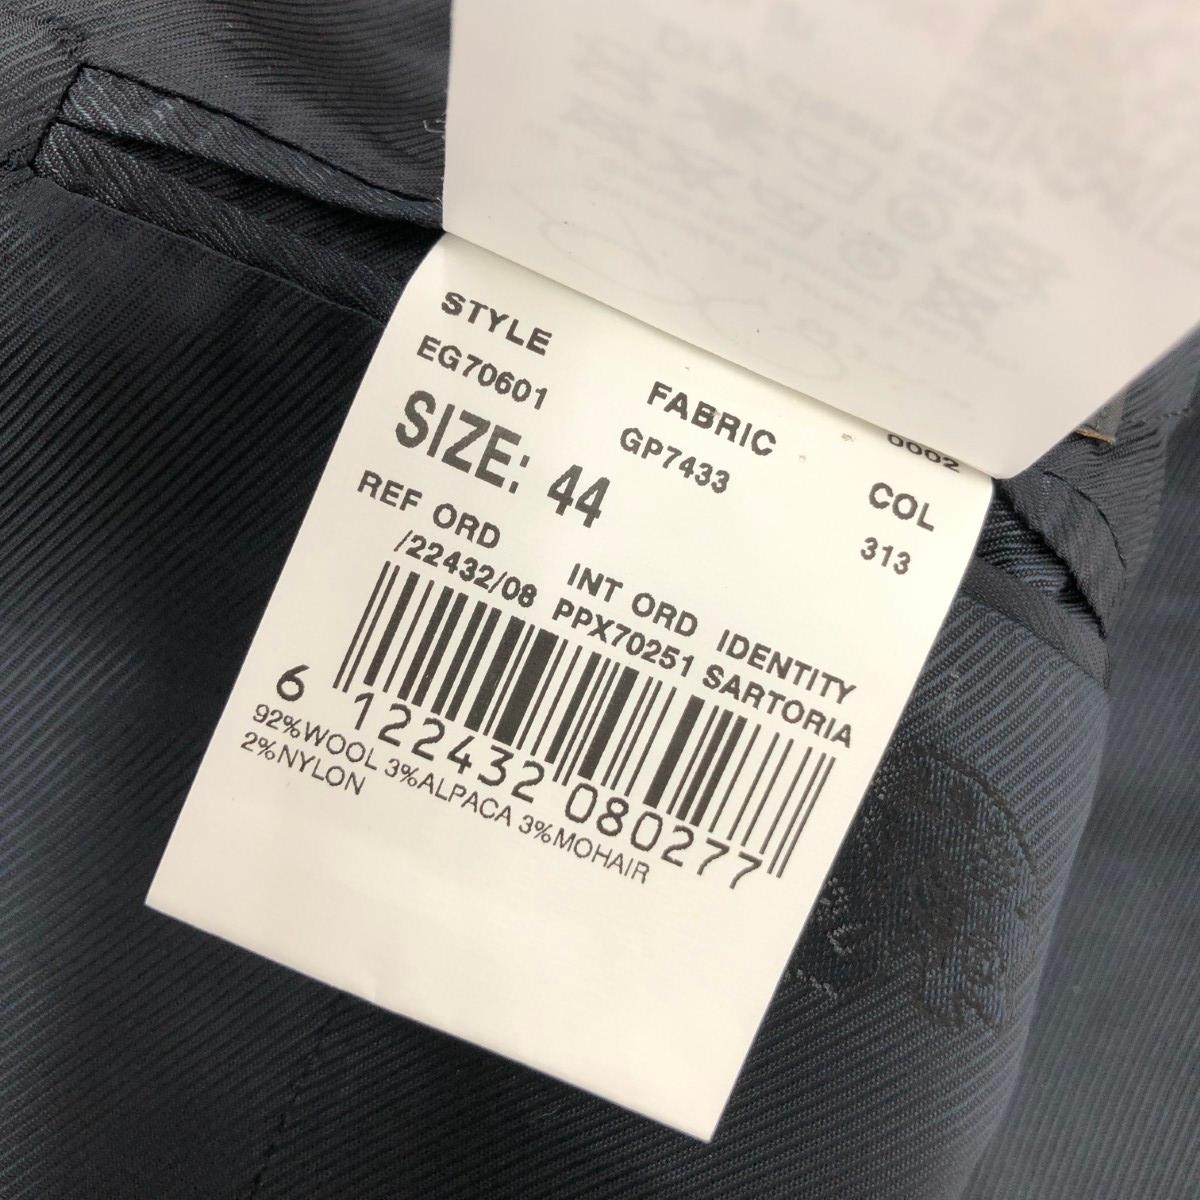 STYLE
EG70601
FABRIC
GP7433
0002
COL
313
SIZE: 44
REF ORD
/22432/08
INT ORD
PPX70251
IDENTITY
SARTORIA
6 122432 080277
92%WOOL 3%ALPACA 3%MOHAIR
2%NYLON